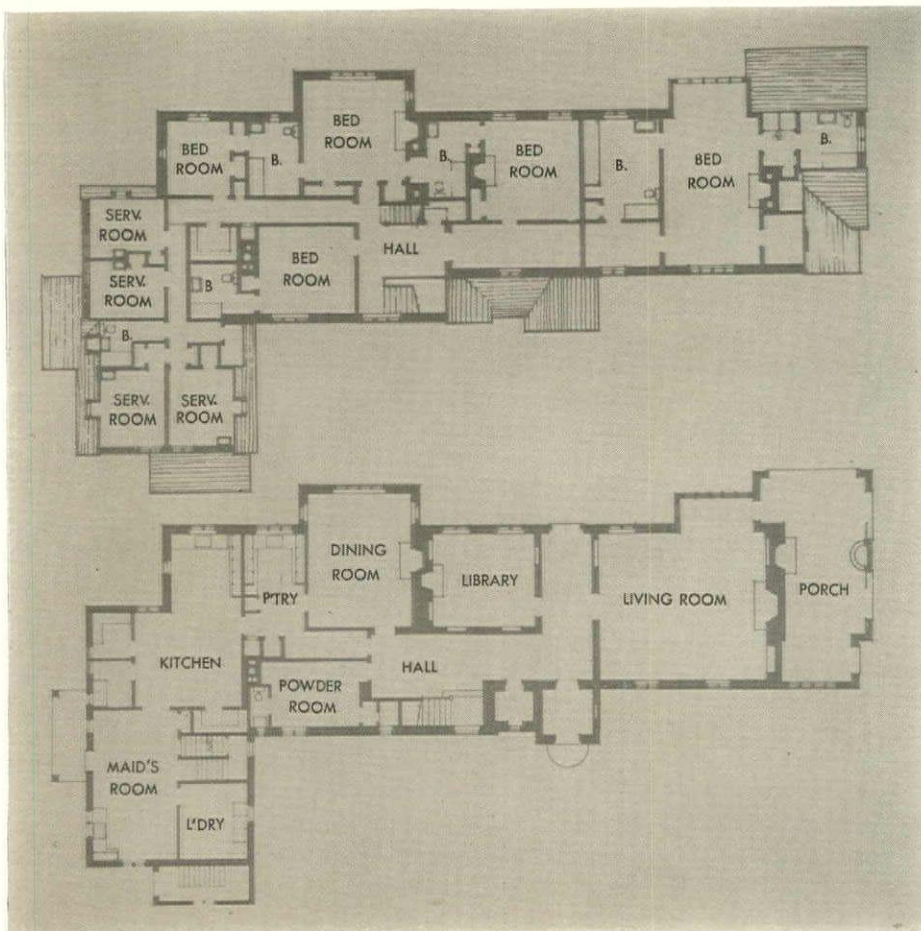 BED
ROOM
BED
ROOM
B.
B.
BED
ROOM
B.
BED
ROOM
B.
SERV.
ROOM
SERV.
ROOM
B
BED
ROOM
HALL
B.
SERV.
ROOM
SERV.
ROOM
DINING
ROOM
P'TRY
LIBRARY
LIVING ROOM
PORCH
KITCHEN
HALL
POWDER
ROOM
MAID'S
ROOM
L'DRY